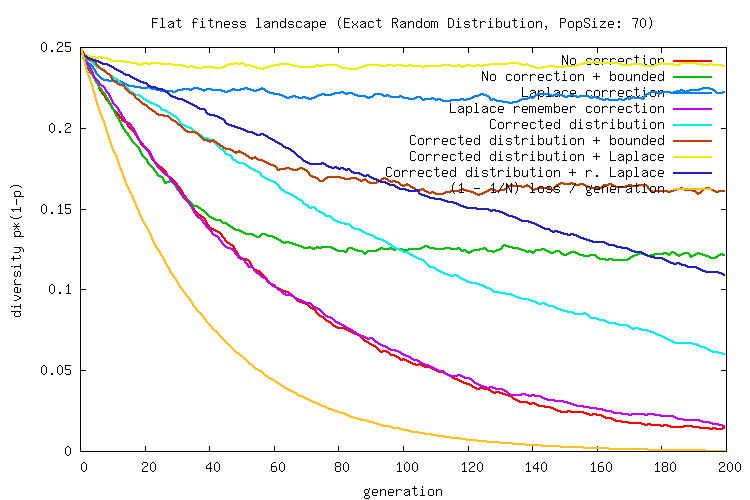 Flat fitness landscape (Exact Random Distribution, PopSize: 70)
0.25
0.2
0.15
0.1
0.05
0
diversity p*(1-p)
No correction
No correction + bounded
Laplace correction
Laplace remember correction
Corrected distribution
Corrected distribution + bounded
Corrected distribution + Laplace
Corrected distribution + r. Laplace
(1 - 1/N) loss / generation
0 20 40 60 80 100 120 140 160 180 200
generation